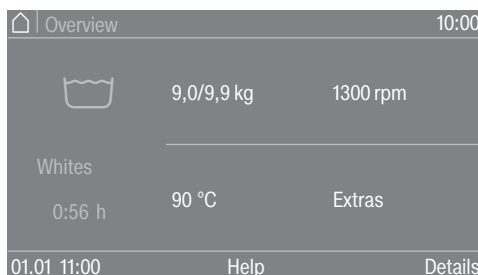 Overview 10:00
9,0/9,9 kg 1300 rpm
Whites
0:56 h
90 °C Extras
01.01 11:00 Help Details